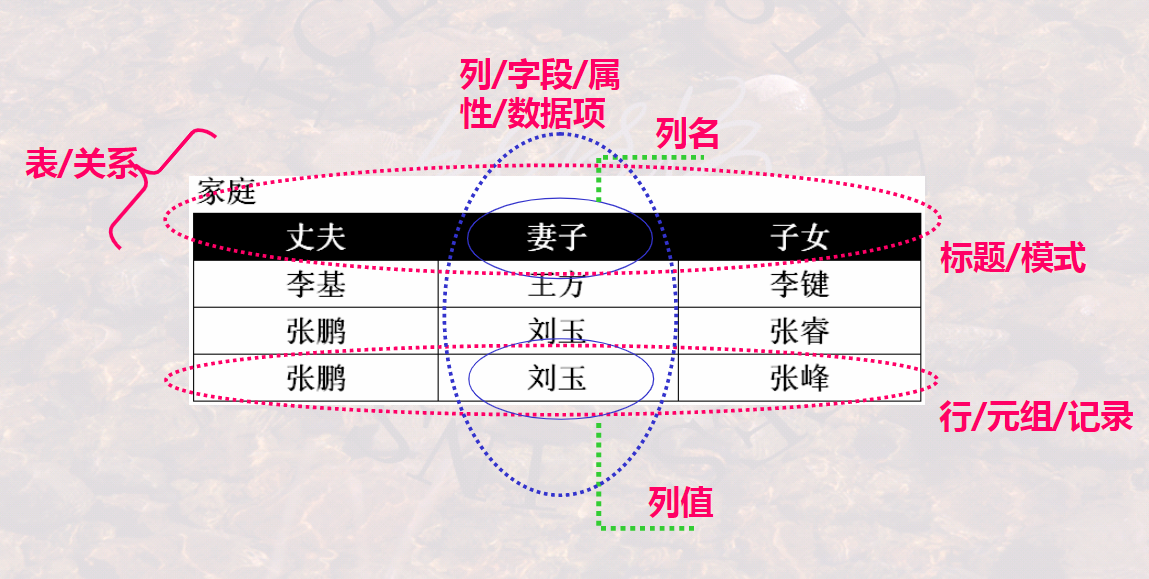 列/字段/属
性/数据项
列名
表/关系
家庭
丈夫 妻子 子女
标题/模式
李基 王方 李键
张鹏 刘玉 张睿
张鹏 刘玉 张峰
行/元组/记录
列值